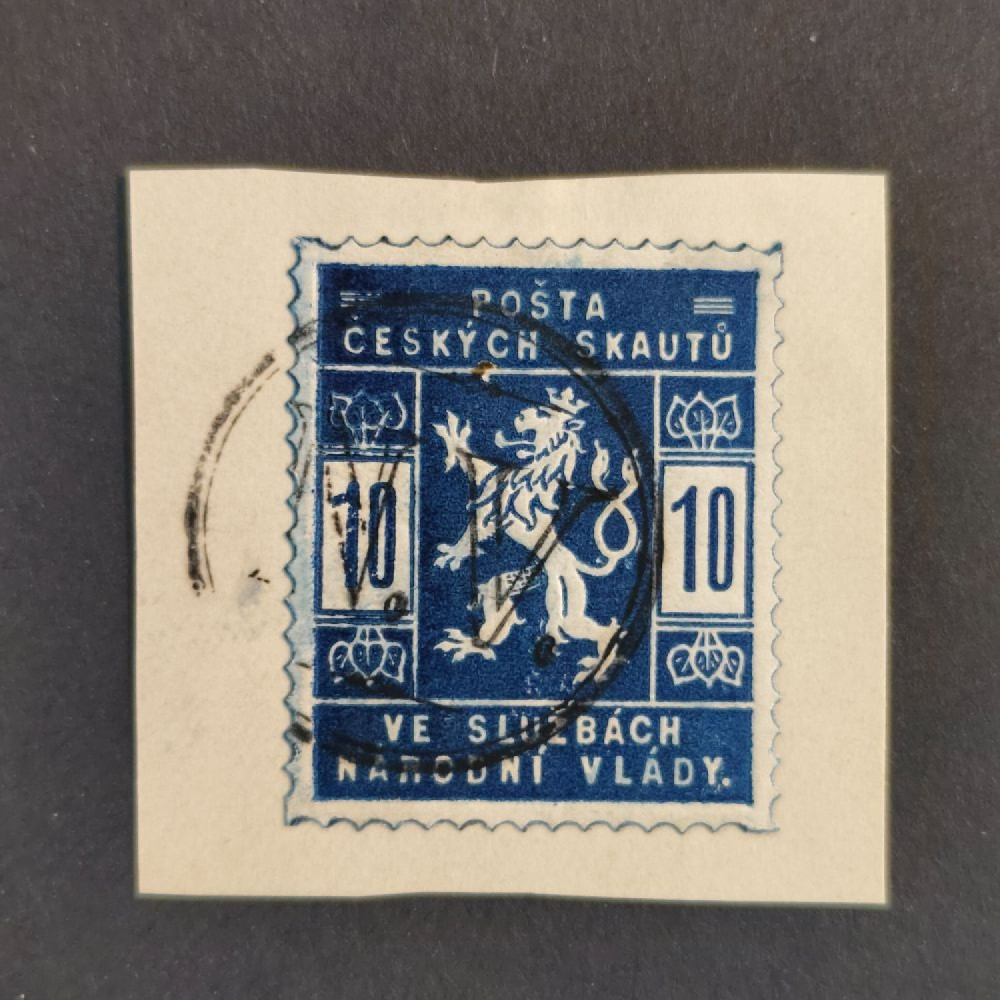 POŠTA
ČESKÝCH SKAUTŮ
10 10
VE SLUŽBÁCH
NÁRODNÍ VLÁDY.
N. V.